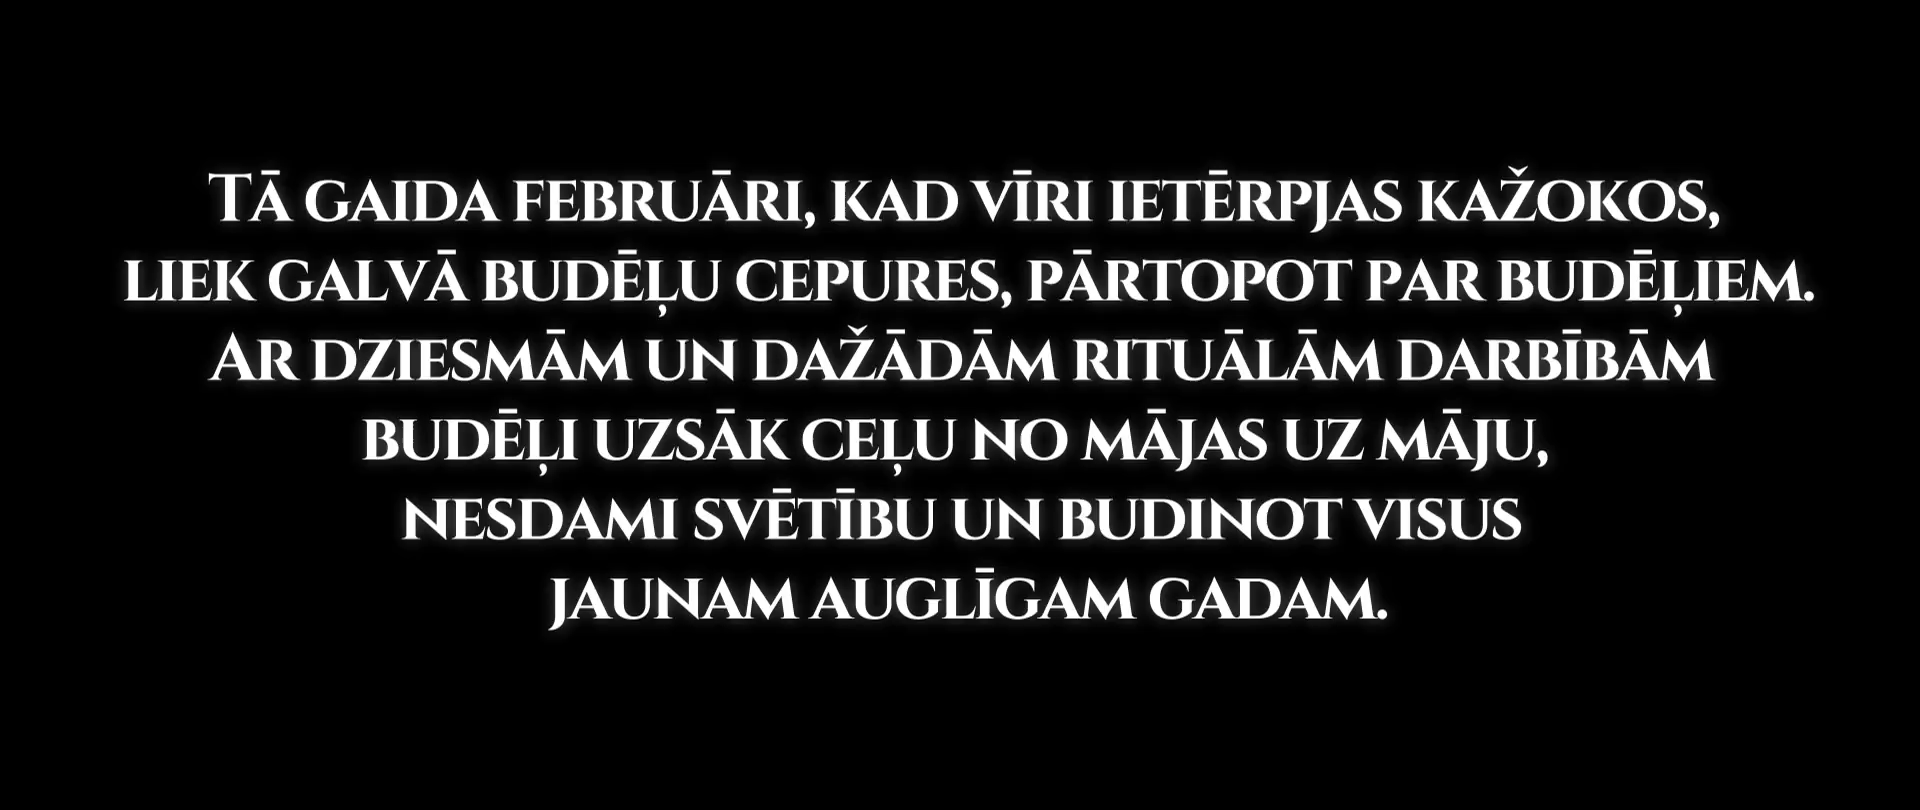 Tā gaida februāri, kad vīri ietērpjas kažokos,
liek galvā budēļu cepures, pārtopot par budēļiem.
Ar dziesmām un dažādām rituālām darbībām
budēļi uzsāk ceļu no mājas uz māju,
nesdami svētību un budinot visus
jaunam auglīgam gadam.